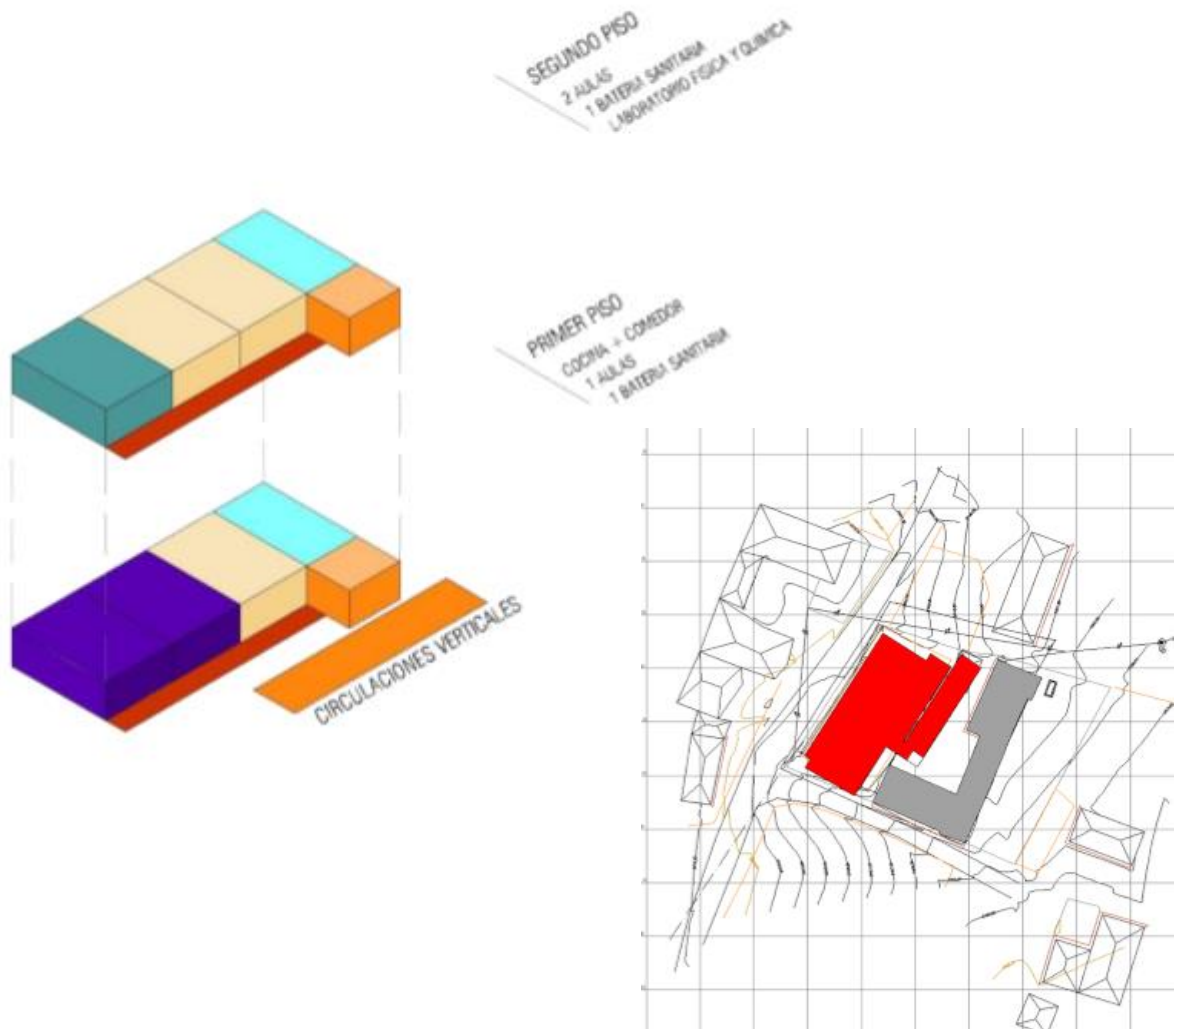 SEGUNDO PISO
2 AULAS
1 BATERIA SANITARIA
LABORATORIO FISICA Y QUIMICA
PRIMER PISO
COCINA + COMEDOR
1 AULAS
1 BATERIA SANITARIA
CIRCULACIONES VERTICALES